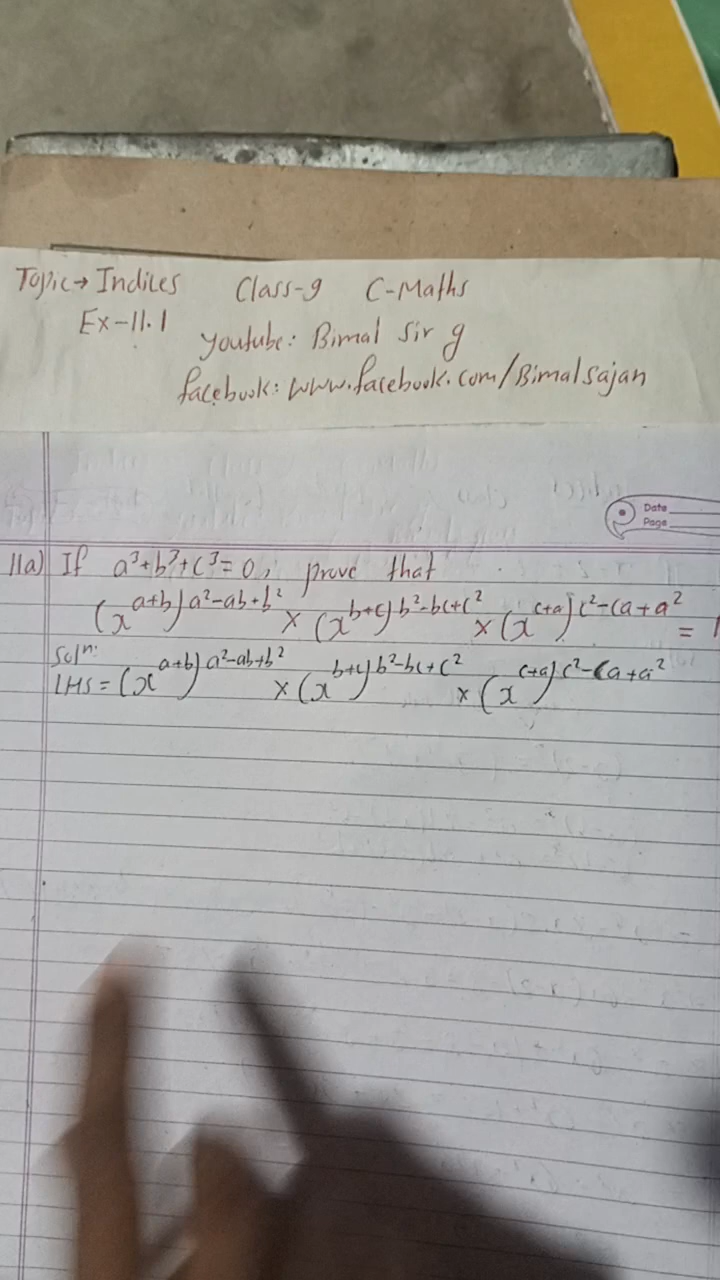 Topic→ Indices Class-9 C-Maths
Ex-11.1
youtube: Bimal Sir g
facebook: www.facebook.com/Bimalsajan
Date
Page
11a) If a³+b³+c³=0, prove that
(x^{a+b})^{a²-ab+b²} × (x^{b+c})^{b²-bc+c²} × (x^{c+a})^{c²-ca+a²} = 1
Solⁿ:
LHS = (x^{a+b})^{a²-ab+b²} × (x^{b+c})^{b²-bc+c²} × (x^{c+a})^{c²-ca+a²}